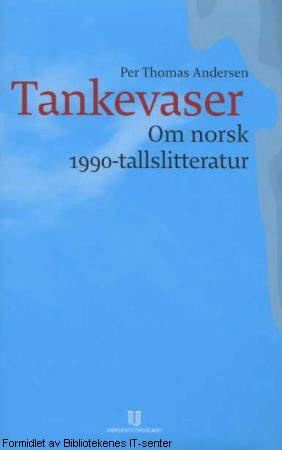 Per Thomas Andersen
Tankevaser
Om norsk
1990-tallslitteratur
UNIVERSITETSFORLAGET
Formidlet av Bibliotekenes IT-senter